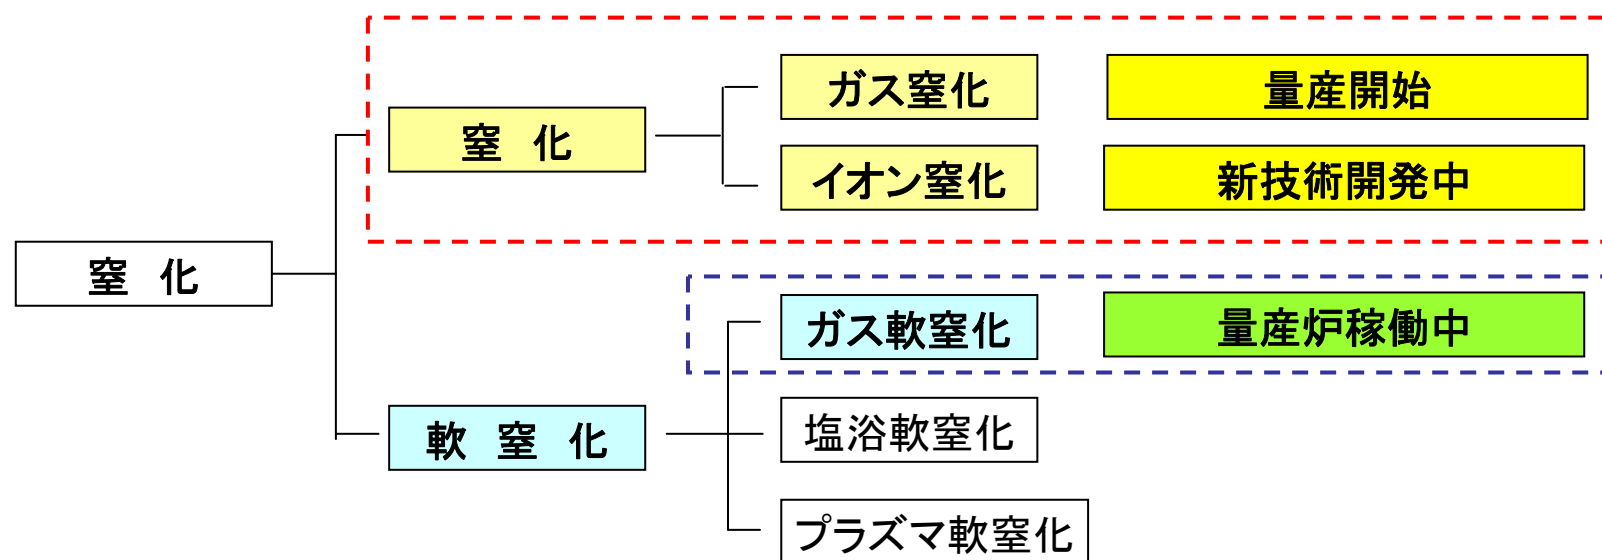 ガス窒化 量産開始
窒 化
イオン窒化 新技術開発中
窒 化
ガス軟窒化 量産炉稼働中
軟 窒 化
塩浴軟窒化
プラズマ軟窒化